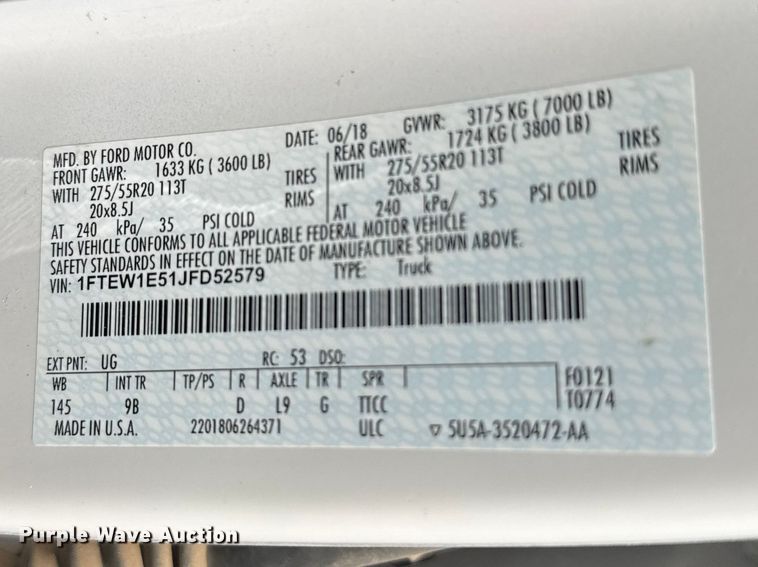 MFD. BY FORD MOTOR CO. DATE: 06/18 GVWR: 3175 KG ( 7000 LB)
FRONT GAWR: 1633 KG ( 3600 LB) REAR GAWR: 1724 KG ( 3800 LB)
WITH 275/55R20 113T TIRES WITH 275/55R20 113T TIRES
20x8.5J RIMS 20x8.5J RIMS
AT 240 kPa/ 35 PSI COLD AT 240 kPa/ 35 PSI COLD
THIS VEHICLE CONFORMS TO ALL APPLICABLE FEDERAL MOTOR VEHICLE
SAFETY STANDARDS IN EFFECT ON THE DATE OF MANUFACTURE SHOWN ABOVE.
VIN: 1FTEW1E51JFD52579 TYPE: Truck
EXT PNT: UG RC: 53 DSO:
WB INT TR TP/PS R AXLE TR SPR F0121
145 9B D L9 G TTCC T0774
MADE IN U.S.A. 2201806264371 ULC ▽ 5U5A-3520472-AA
Purple Wave Auction